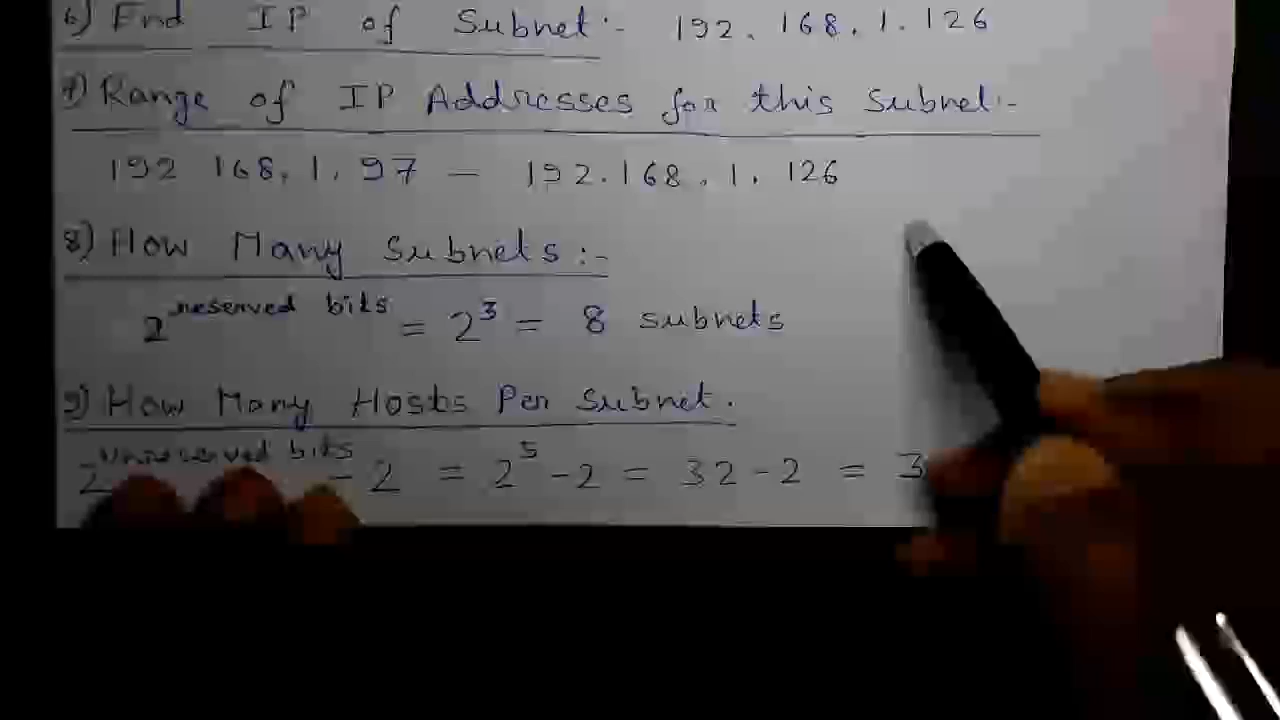 6) End IP of Subnet :- 192.168.1.126
7) Range of IP Addresses for this subnet :-
192 168.1.97 — 192.168.1.126
8) How Many Subnets :-
2^reserved bits = 2^3 = 8 subnets
9) How Many Hosts Per Subnet.
2^unreserved bits - 2 = 2^5 - 2 = 32 - 2 = 3